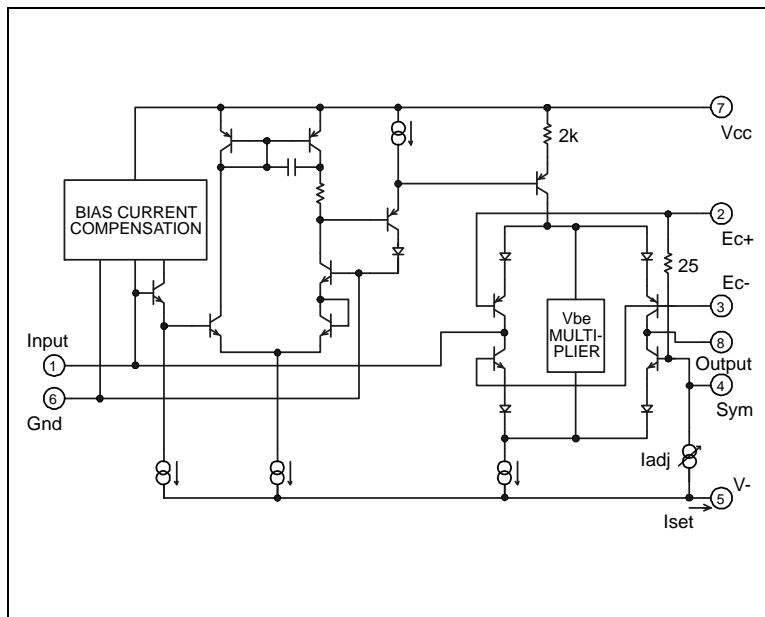 7
Vcc
2k
BIAS CURRENT
COMPENSATION
2
Ec+
25
Ec-
3
Vbe
MULTI-
PLIER
Input
1
8
Output
6
Gnd
4
Sym
Iadj
V-
5
Iset